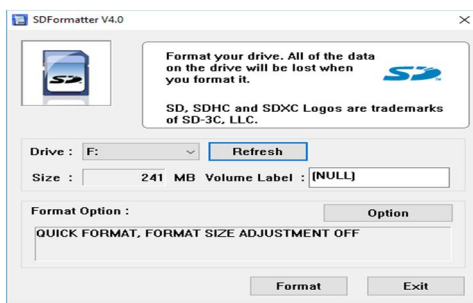 SDFormatter V4.0
SD
Format your drive. All of the data
on the drive will be lost when
you format it.
SD
SD, SDHC and SDXC Logos are trademarks
of SD-3C, LLC.
Drive : F: Refresh
Size : 241 MB Volume Label : (NULL)
Format Option : Option
QUICK FORMAT, FORMAT SIZE ADJUSTMENT OFF
Format Exit